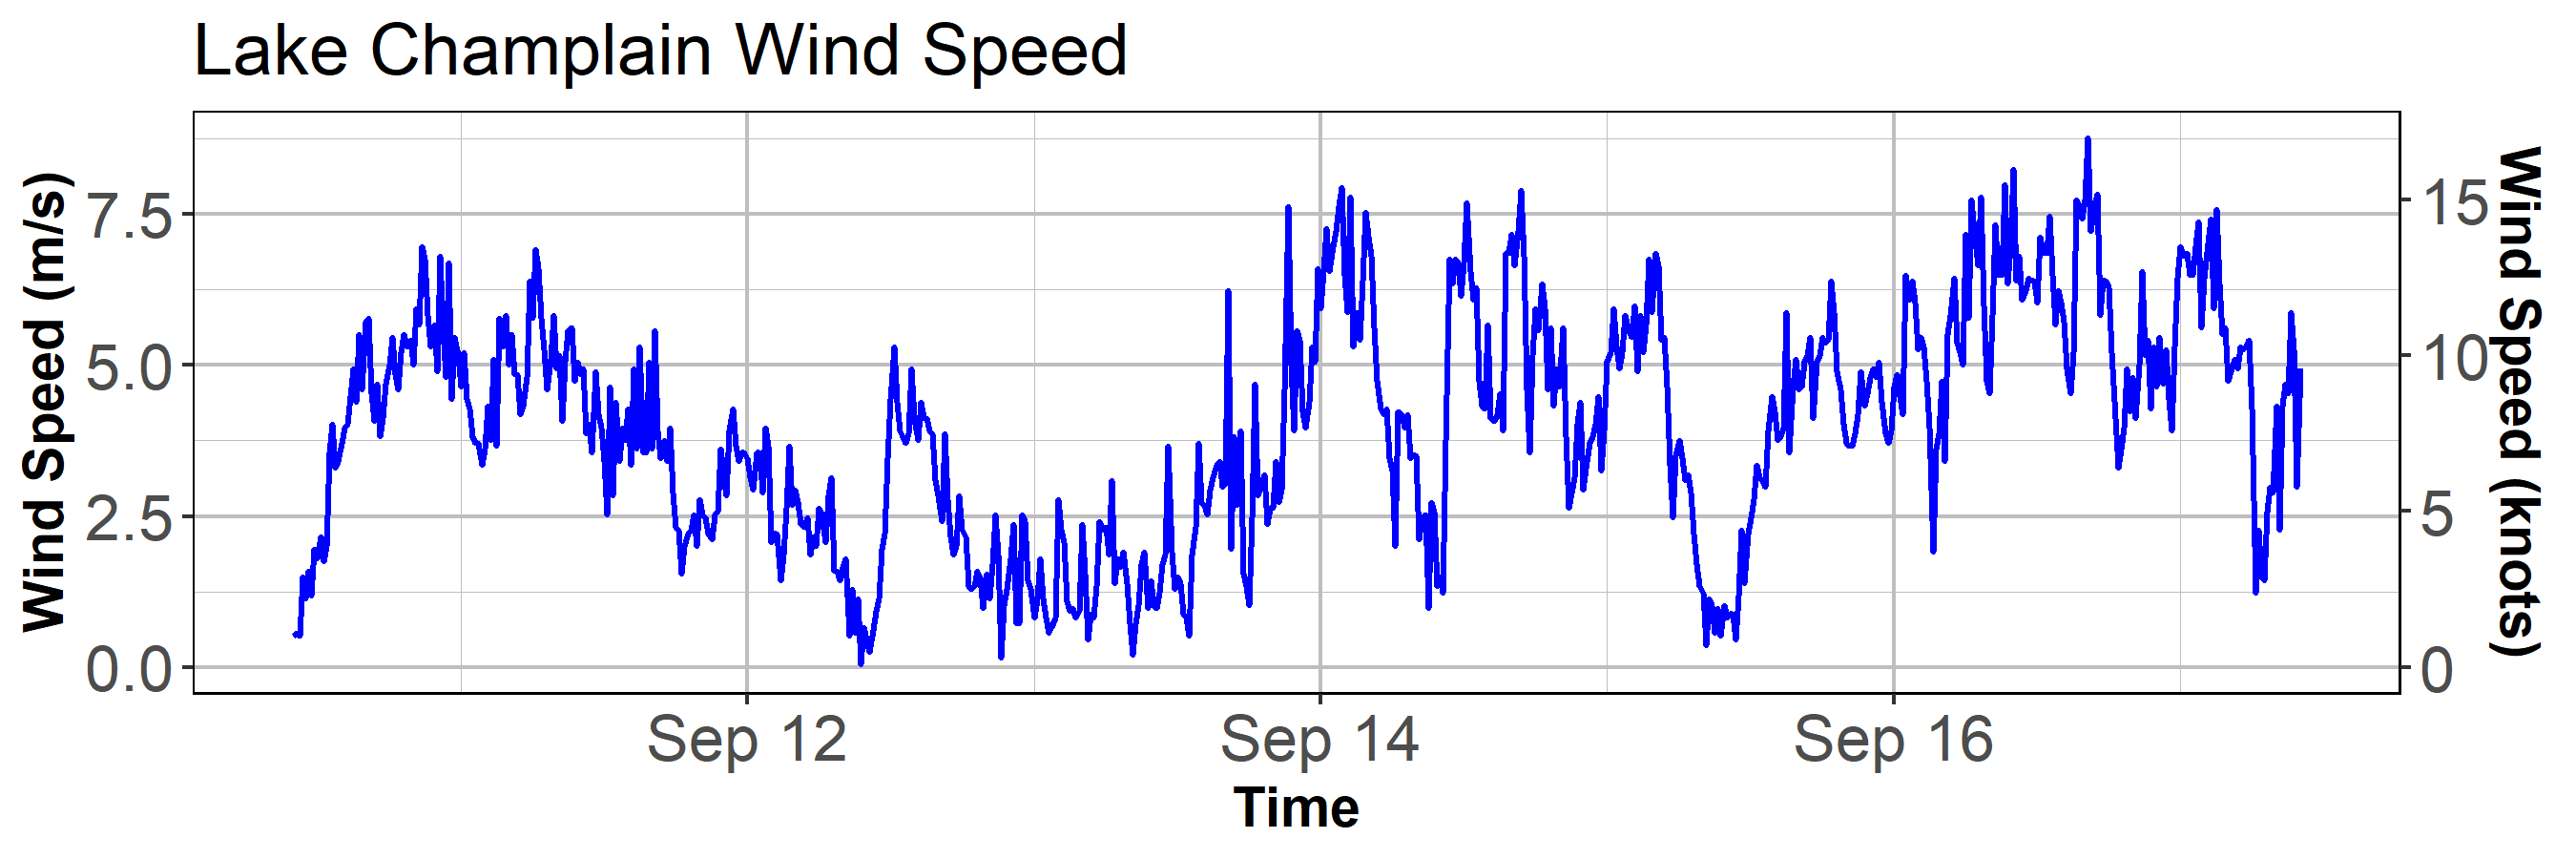 Lake Champlain Wind Speed
Wind Speed (m/s)
7.5
5.0
2.5
0.0
15
10
5
0
Wind Speed (knots)
Sep 12
Sep 14
Sep 16
Time